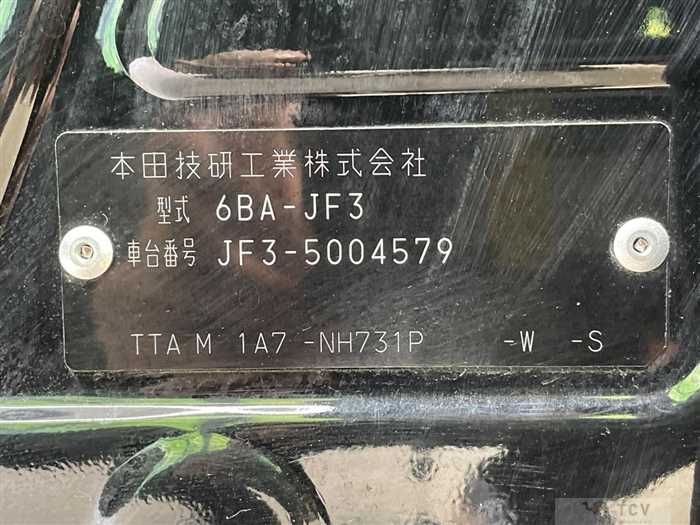 本田技研工業株式会社
型式 6BA-JF3
車台番号 JF3-5004579
TTA M 1A7 -NH731P -W -S
tcv